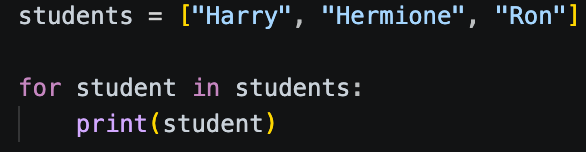 students = ["Harry", "Hermione", "Ron"]
for student in students:
    print(student)